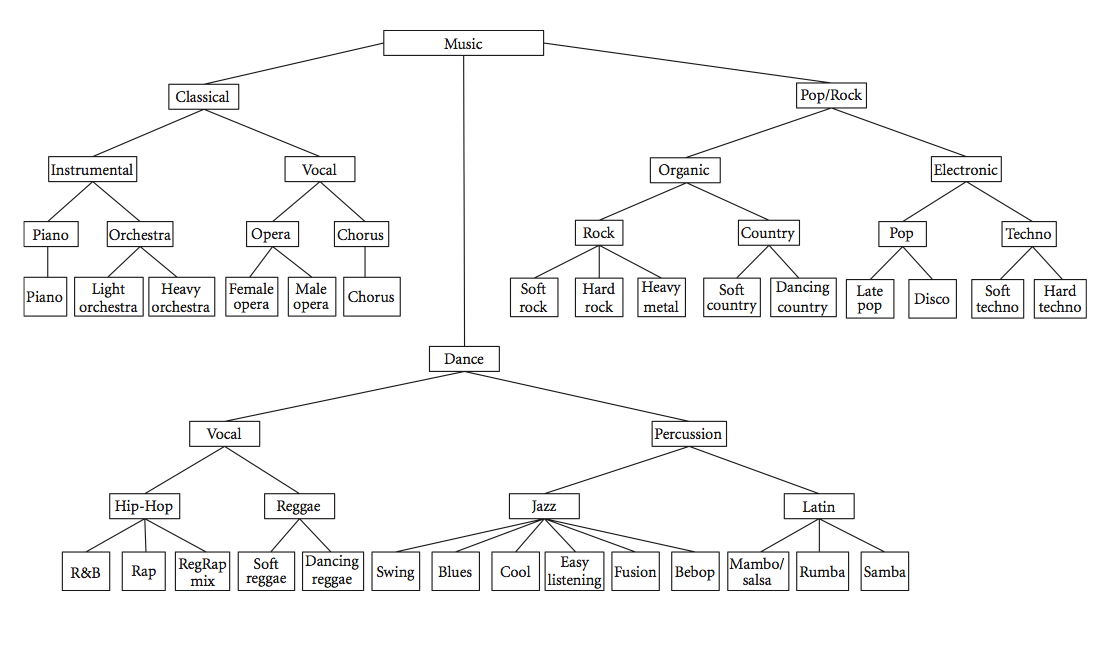 Music
Classical
Pop/Rock
Instrumental
Vocal
Organic
Electronic
Piano
Orchestra
Opera
Chorus
Rock
Country
Pop
Techno
Piano
Light
orchestra
Heavy
orchestra
Female
opera
Male
opera
Chorus
Soft
rock
Hard
rock
Heavy
metal
Soft
country
Dancing
country
Late
pop
Disco
Soft
techno
Hard
techno
Dance
Vocal
Percussion
Hip-Hop
Reggae
Jazz
Latin
R&B
Rap
RegRap
mix
Soft
reggae
Dancing
reggae
Swing
Blues
Cool
Easy
listening
Fusion
Bebop
Mambo/
salsa
Rumba
Samba